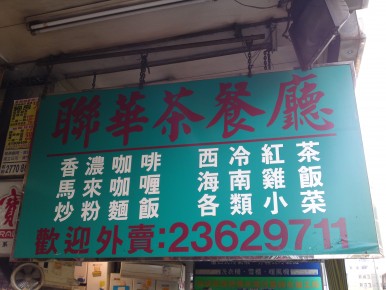 聯華茶餐廳
香濃咖啡 西冷紅茶
馬來咖喱 海南雞飯
炒粉麵飯 各類小菜
歡迎外賣:23629711